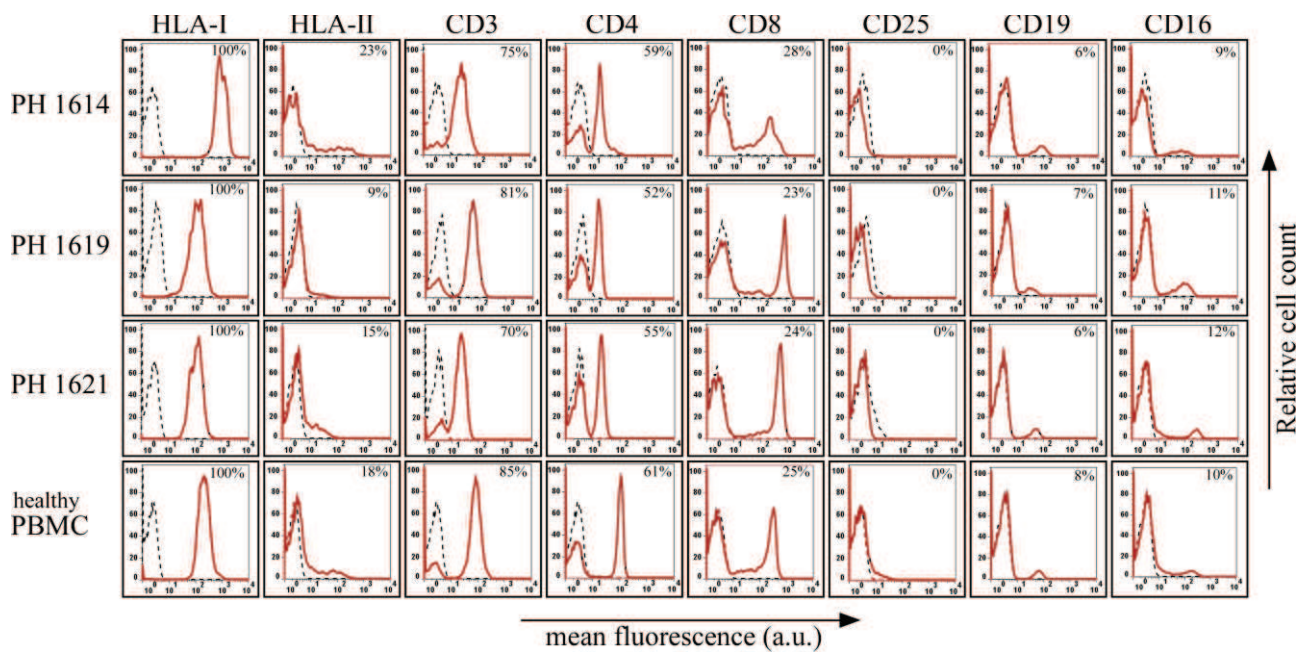 HLA-I HLA-II CD3 CD4 CD8 CD25 CD19 CD16
PH 1614
100% 23% 75% 59% 28% 0% 6% 9%
PH 1619
100% 9% 81% 52% 23% 0% 7% 11%
PH 1621
100% 15% 70% 55% 24% 0% 6% 12%
healthy
PBMC
100% 18% 85% 61% 25% 0% 8% 10%
mean fluorescence (a.u.)
Relative cell count